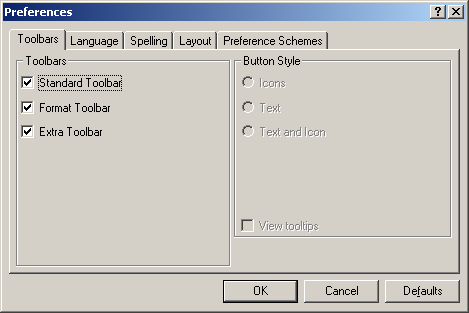 Preferences
Toolbars Language Spelling Layout Preference Schemes
Toolbars
Standard Toolbar
Format Toolbar
Extra Toolbar
Button Style
Icons
Text
Text and Icon
View tooltips
OK Cancel Defaults